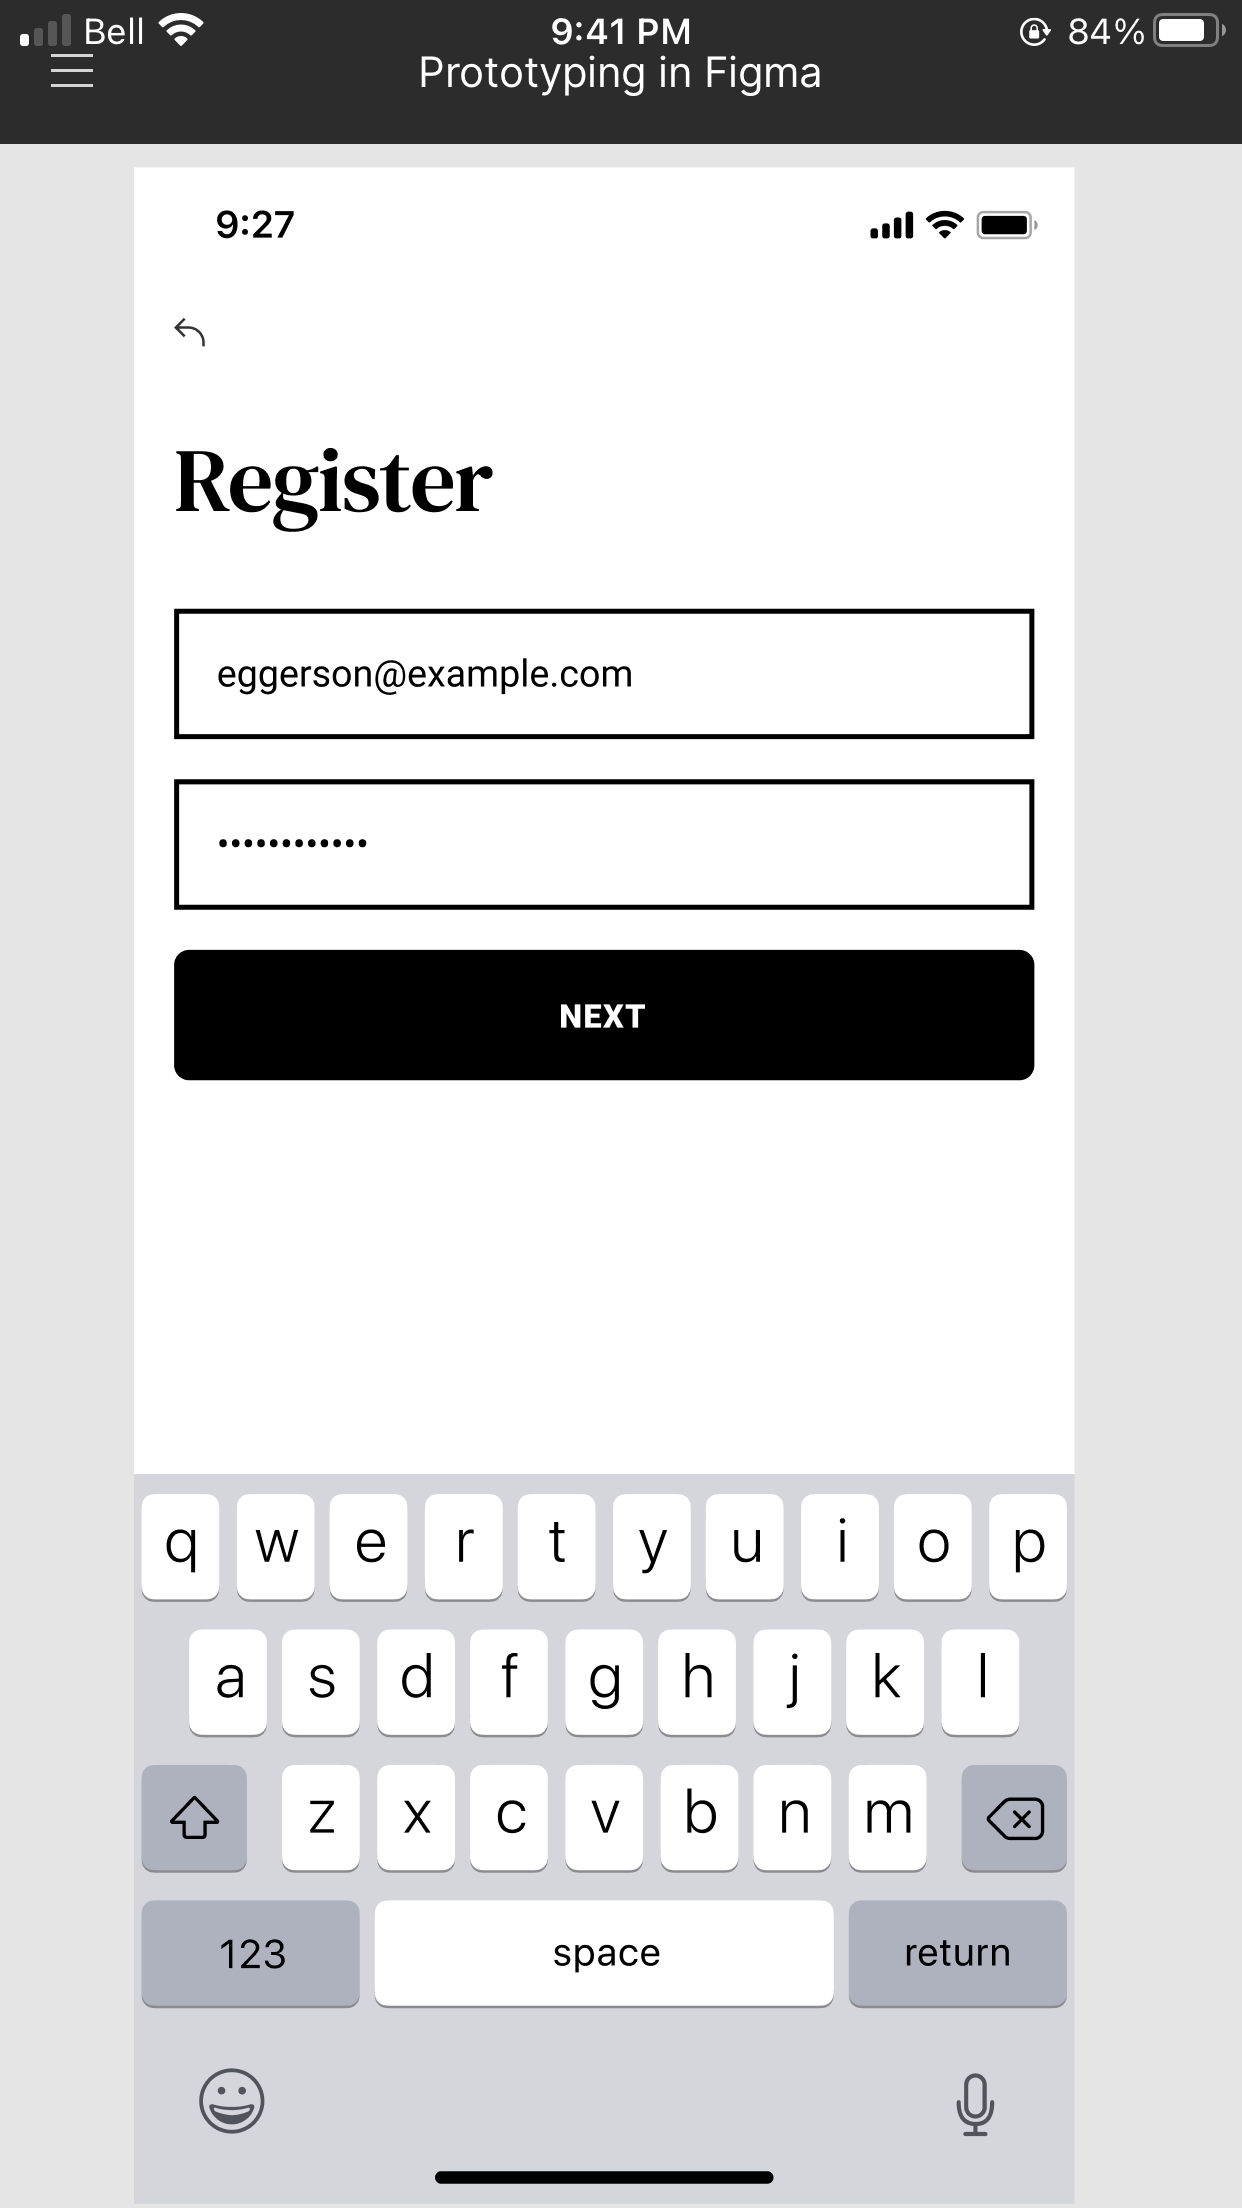 Bell 9:41 PM 84%
Prototyping in Figma
9:27
Register
eggerson@example.com
••••••••••••
NEXT
q w e r t y u i o p
a s d f g h j k l
z x c v b n m
123 space return